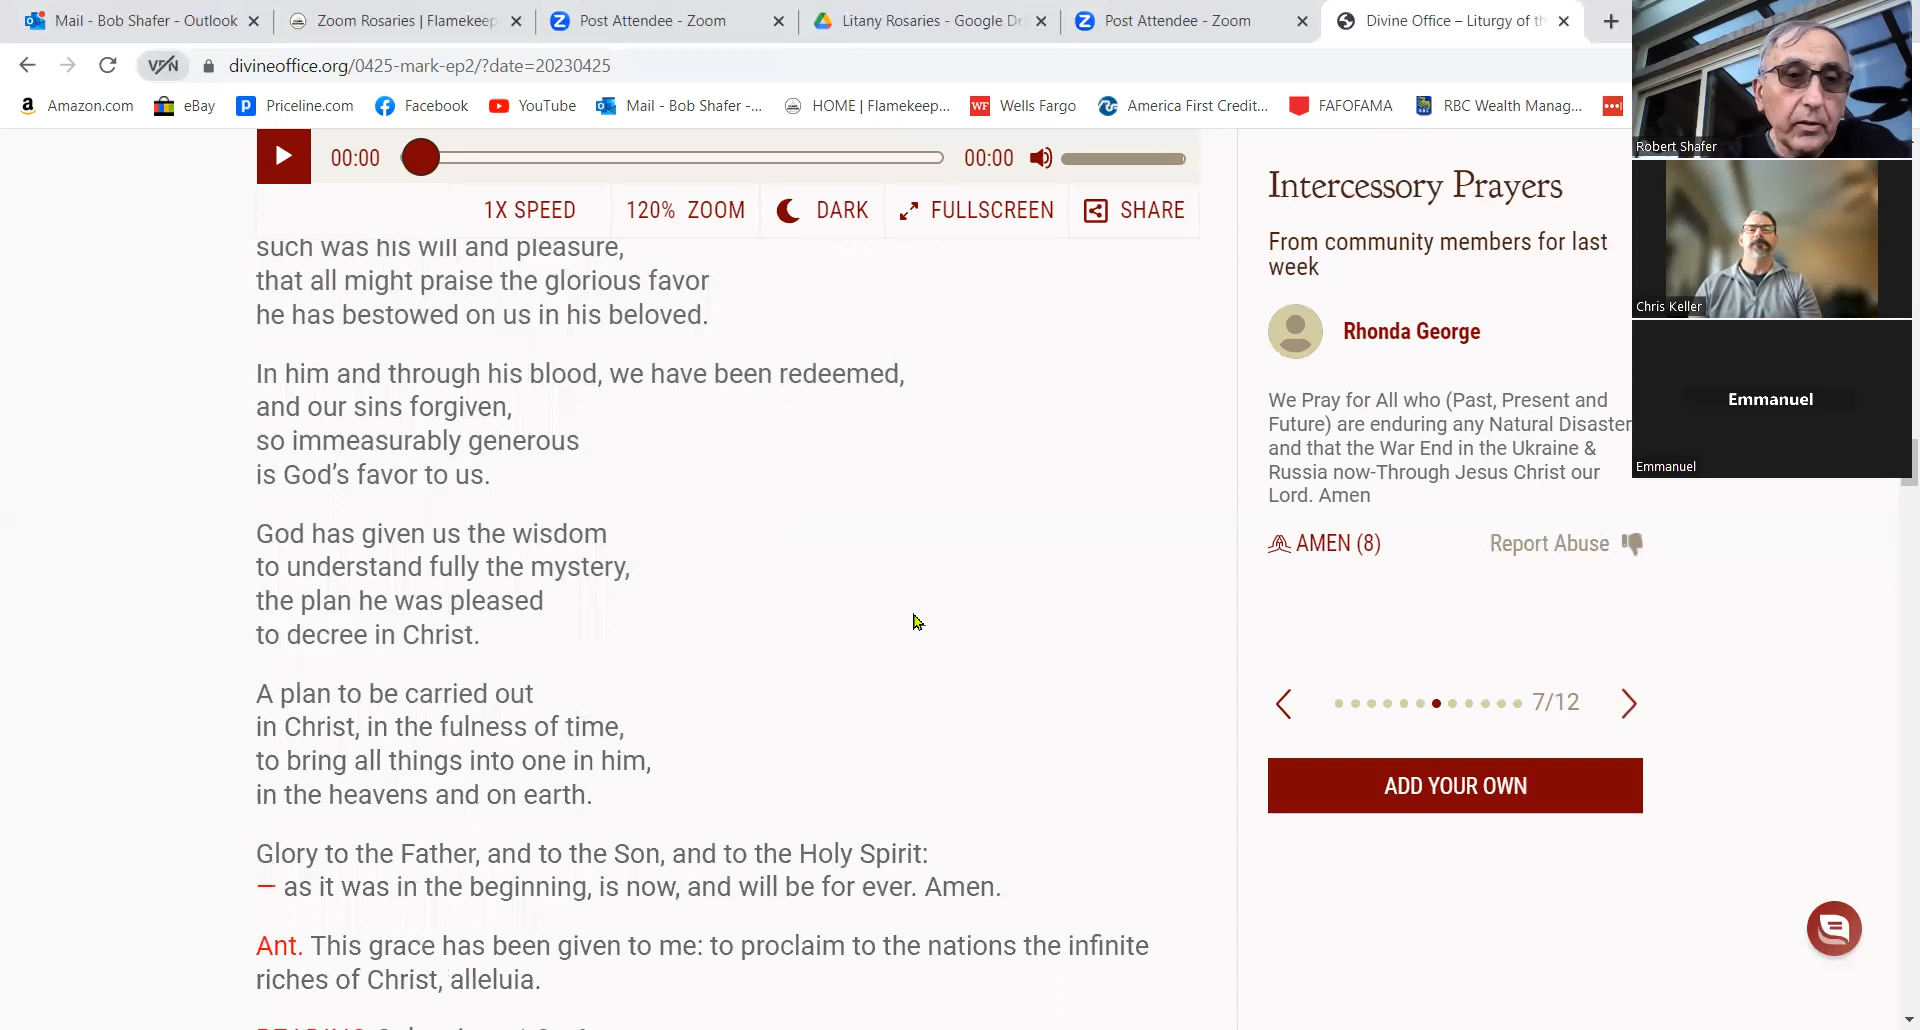 Mail - Bob Shafer - Outlook
Zoom Rosaries | Flamekeep
Post Attendee - Zoom
Litany Rosaries - Google Dr
Post Attendee - Zoom
Divine Office – Liturgy of th
VPN
divineoffice.org/0425-mark-ep2/?date=20230425
Amazon.com
eBay
Priceline.com
Facebook
YouTube
Mail - Bob Shafer -...
HOME | Flamekeep...
Wells Fargo
America First Credit...
FAFOFAMA
RBC Wealth Manag...
00:00
00:00
1X SPEED
120% ZOOM
DARK
FULLSCREEN
SHARE
such was his will and pleasure,
that all might praise the glorious favor
he has bestowed on us in his beloved.
In him and through his blood, we have been redeemed,
and our sins forgiven,
so immeasurably generous
is God’s favor to us.
God has given us the wisdom
to understand fully the mystery,
the plan he was pleased
to decree in Christ.
A plan to be carried out
in Christ, in the fulness of time,
to bring all things into one in him,
in the heavens and on earth.
Glory to the Father, and to the Son, and to the Holy Spirit:
— as it was in the beginning, is now, and will be for ever. Amen.
Ant. This grace has been given to me: to proclaim to the nations the infinite
riches of Christ, alleluia.
Intercessory Prayers
From community members for last
week
Rhonda George
We Pray for All who (Past, Present and
Future) are enduring any Natural Disaster
and that the War End in the Ukraine &
Russia now-Through Jesus Christ our
Lord. Amen
AMEN (8)
Report Abuse
7/12
ADD YOUR OWN
Robert Shafer
Chris Keller
Emmanuel
Emmanuel